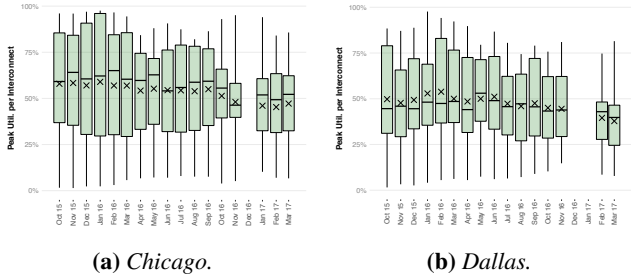 100%
75%
50%
25%
0%
Peak Util. per Interconnect
Oct 15
Nov 15
Dec 15
Jan 16
Feb 16
Mar 16
Apr 16
May 16
Jun 16
Jul 16
Aug 16
Sep 16
Oct 16
Nov 16
Dec 16
Jan 17
Feb 17
Mar 17
(a) Chicago.
100%
75%
50%
25%
0%
Peak Util. per Interconnect
Oct 15
Nov 15
Dec 15
Jan 16
Feb 16
Mar 16
Apr 16
May 16
Jun 16
Jul 16
Aug 16
Sep 16
Oct 16
Nov 16
Dec 16
Jan 17
Feb 17
Mar 17
(b) Dallas.